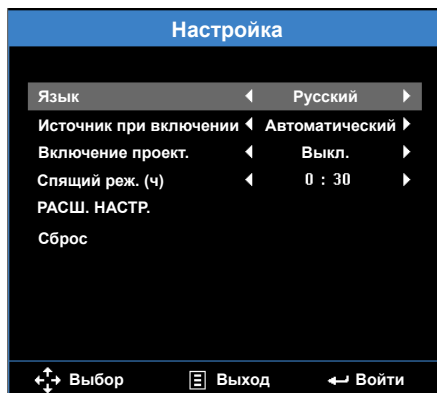 Настройка
Язык Русский
Источник при включении Автоматический
Включение проект. Выкл.
Спящий реж. (ч) 0 : 30
РАСШ. НАСТР.
Сброс
Выбор Выход Войти